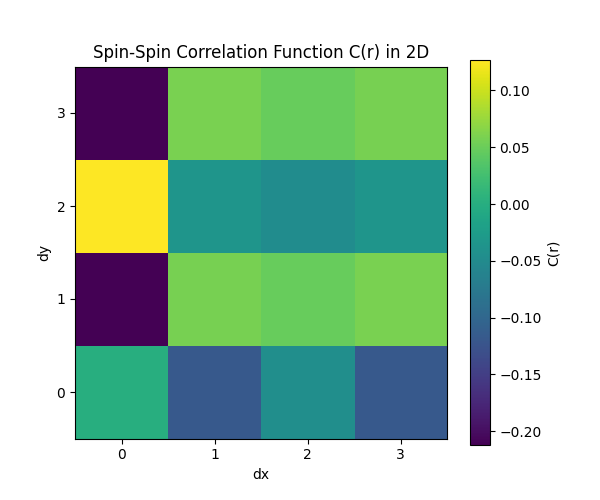 Spin-Spin Correlation Function C(r) in 2D
3
2
1
0
dy
0 1 2 3
dx
0.10
0.05
0.00
−0.05
−0.10
−0.15
−0.20
C(r)